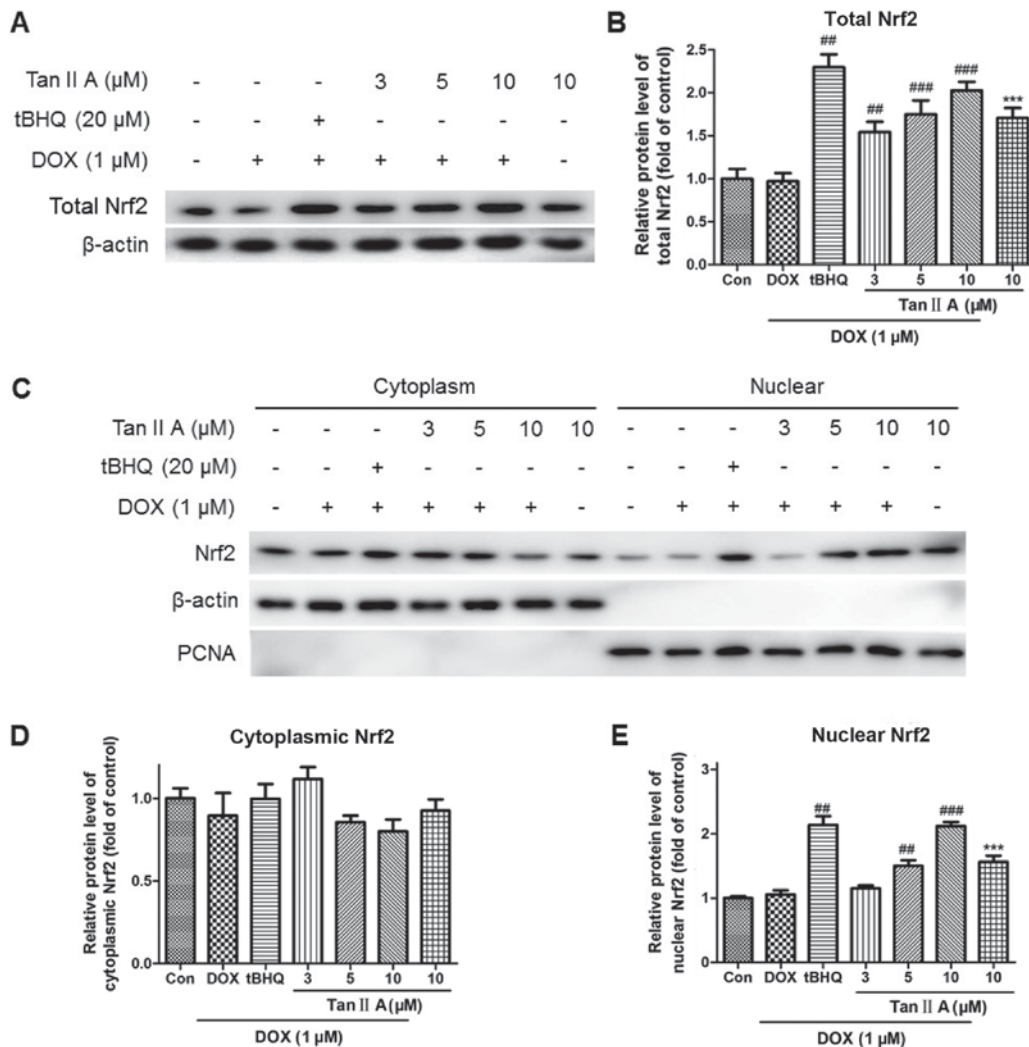 A
Tan II A (μM) - - - 3 5 10 10
tBHQ (20 μM) - - + - - - -
DOX (1 μM) - + + + + + -
Total Nrf2
β-actin
B
Total Nrf2
Relative protein level of
total Nrf2 (fold of control)
2.5
2.0
1.5
1.0
0.5
0.0
## ## ### ### ***
Con DOX tBHQ 3 5 10 10
Tan II A (μM)
DOX (1 μM)
C
Cytoplasm Nuclear
Tan II A (μM) - - - 3 5 10 10 - - - 3 5 10 10
tBHQ (20 μM) - - + - - - - - - + - - - -
DOX (1 μM) - + + + + + - - + + + + + -
Nrf2
β-actin
PCNA
D
Cytoplasmic Nrf2
Relative protein level of
cytoplasmic Nrf2 (fold of control)
1.0
0.5
0.0
Con DOX tBHQ 3 5 10 10
Tan II A (μM)
DOX (1 μM)
E
Nuclear Nrf2
Relative protein level of
nuclear Nrf2 (fold of control)
3
2
1
0
## ## ### ***
Con DOX tBHQ 3 5 10 10
Tan II A (μM)
DOX (1 μM)